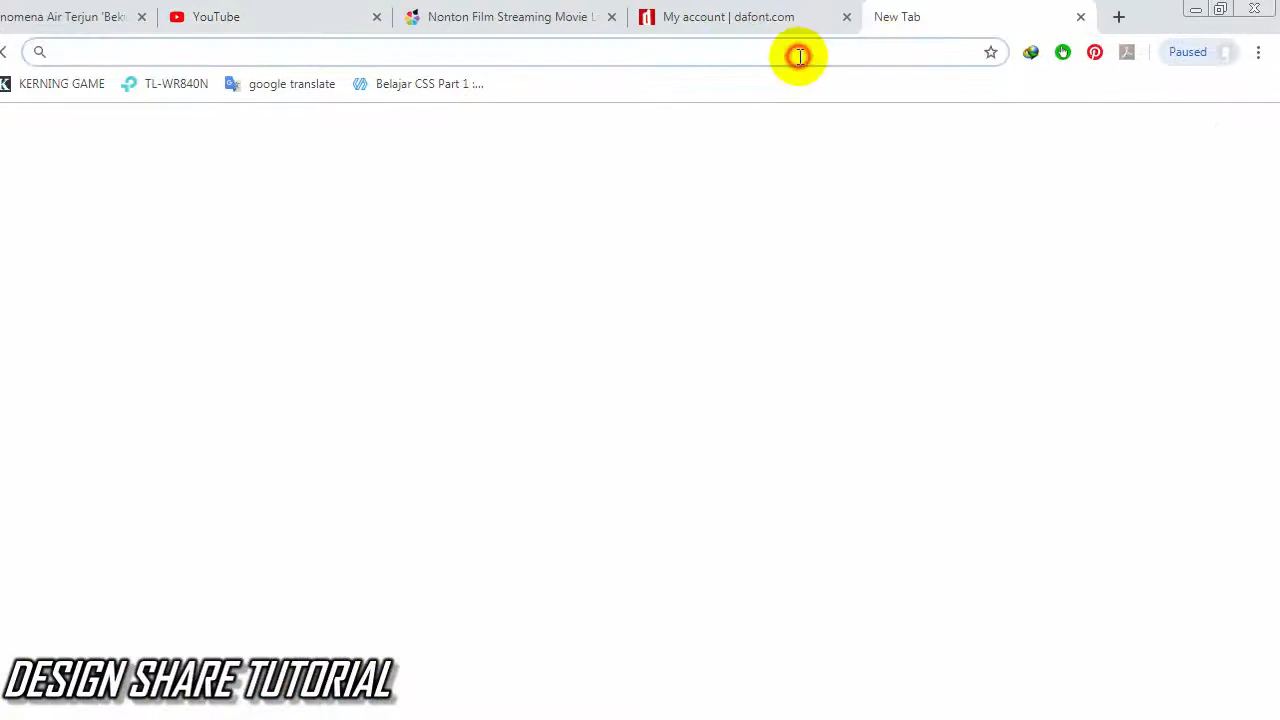 nomena Air Terjun 'Beku
YouTube
Nonton Film Streaming Movie L
My account | dafont.com
New Tab
Paused
KERNING GAME
TL-WR840N
google translate
Belajar CSS Part 1 :...
DESIGN SHARE TUTORIAL